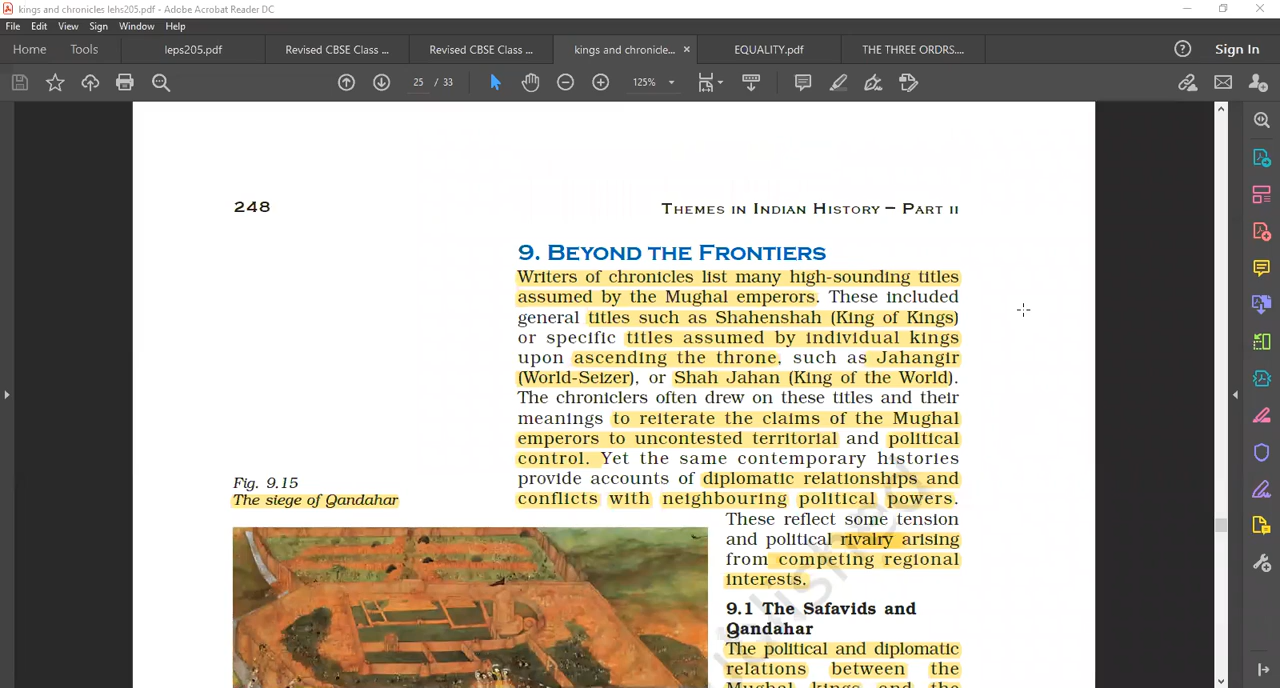 kings and chronicles lehs205.pdf - Adobe Acrobat Reader DC
File Edit View Sign Window Help
Home Tools leps205.pdf Revised CBSE Class ... Revised CBSE Class ... kings and chronicle... × EQUALITY.pdf THE THREE ORDRS.... Sign In
25 / 33 125%
248 THEMES IN INDIAN HISTORY – PART II
9. BEYOND THE FRONTIERS
Writers of chronicles list many high-sounding titles
assumed by the Mughal emperors. These included
general titles such as Shahenshah (King of Kings)
or specific titles assumed by individual kings
upon ascending the throne, such as Jahangir
(World-Seizer), or Shah Jahan (King of the World).
The chroniclers often drew on these titles and their
meanings to reiterate the claims of the Mughal
emperors to uncontested territorial and political
control. Yet the same contemporary histories
provide accounts of diplomatic relationships and
conflicts with neighbouring political powers.
These reflect some tension
and political rivalry arising
from competing regional
interests.
Fig. 9.15
The siege of Qandahar
9.1 The Safavids and
Qandahar
The political and diplomatic
relations between the
Mughal kings and the